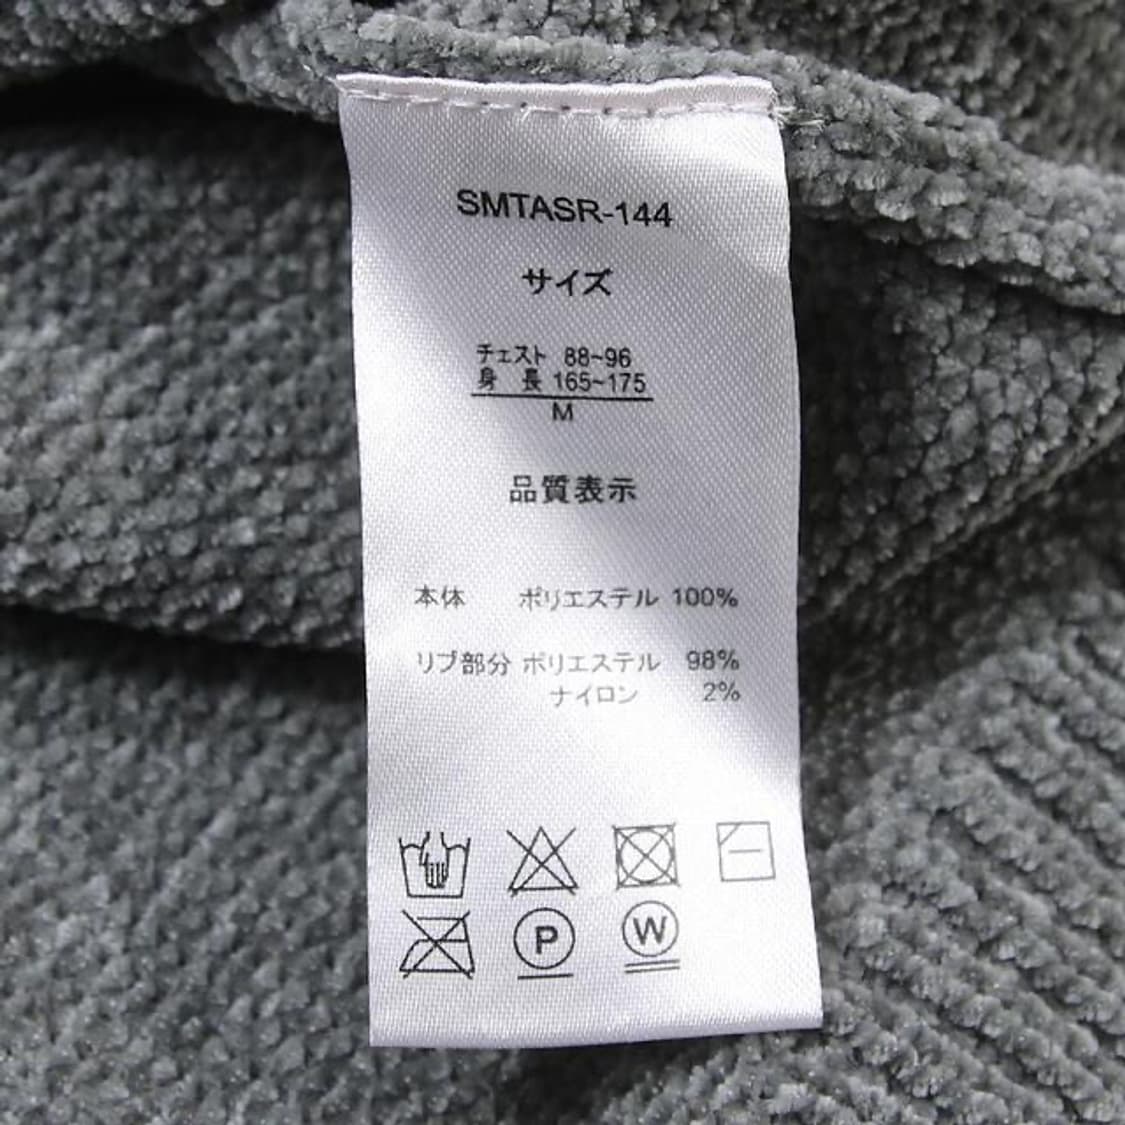 SMTASR-144
サイズ
チェスト 88~96
身 長 165~175
M
品質表示
本体 ポリエステル 100%
リブ部分 ポリエステル 98%
ナイロン 2%
P W